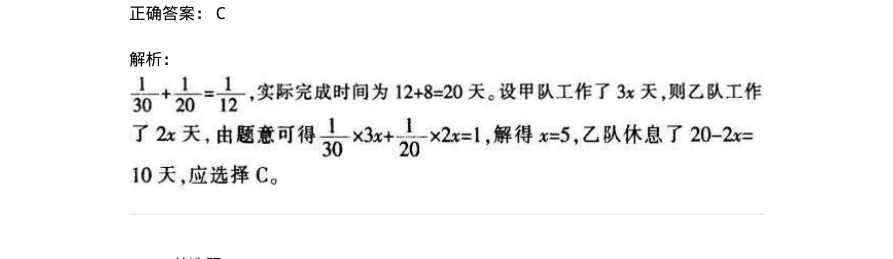 正确答案： C
解析：
1/30+1/20=1/12,实际完成时间为 12+8=20 天。设甲队工作了 3x 天,则乙队工作
了 2x 天,由题意可得1/30×3x+1/20×2x=1,解得 x=5,乙队休息了 20-2x=
10 天,应选择 C。